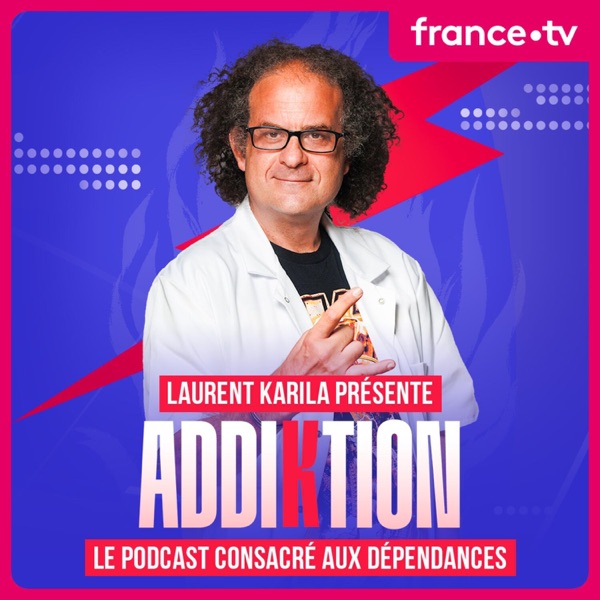 france•tv
LAURENT KARILA PRÉSENTE
ADDIKTION
LE PODCAST CONSACRÉ AUX DÉPENDANCES